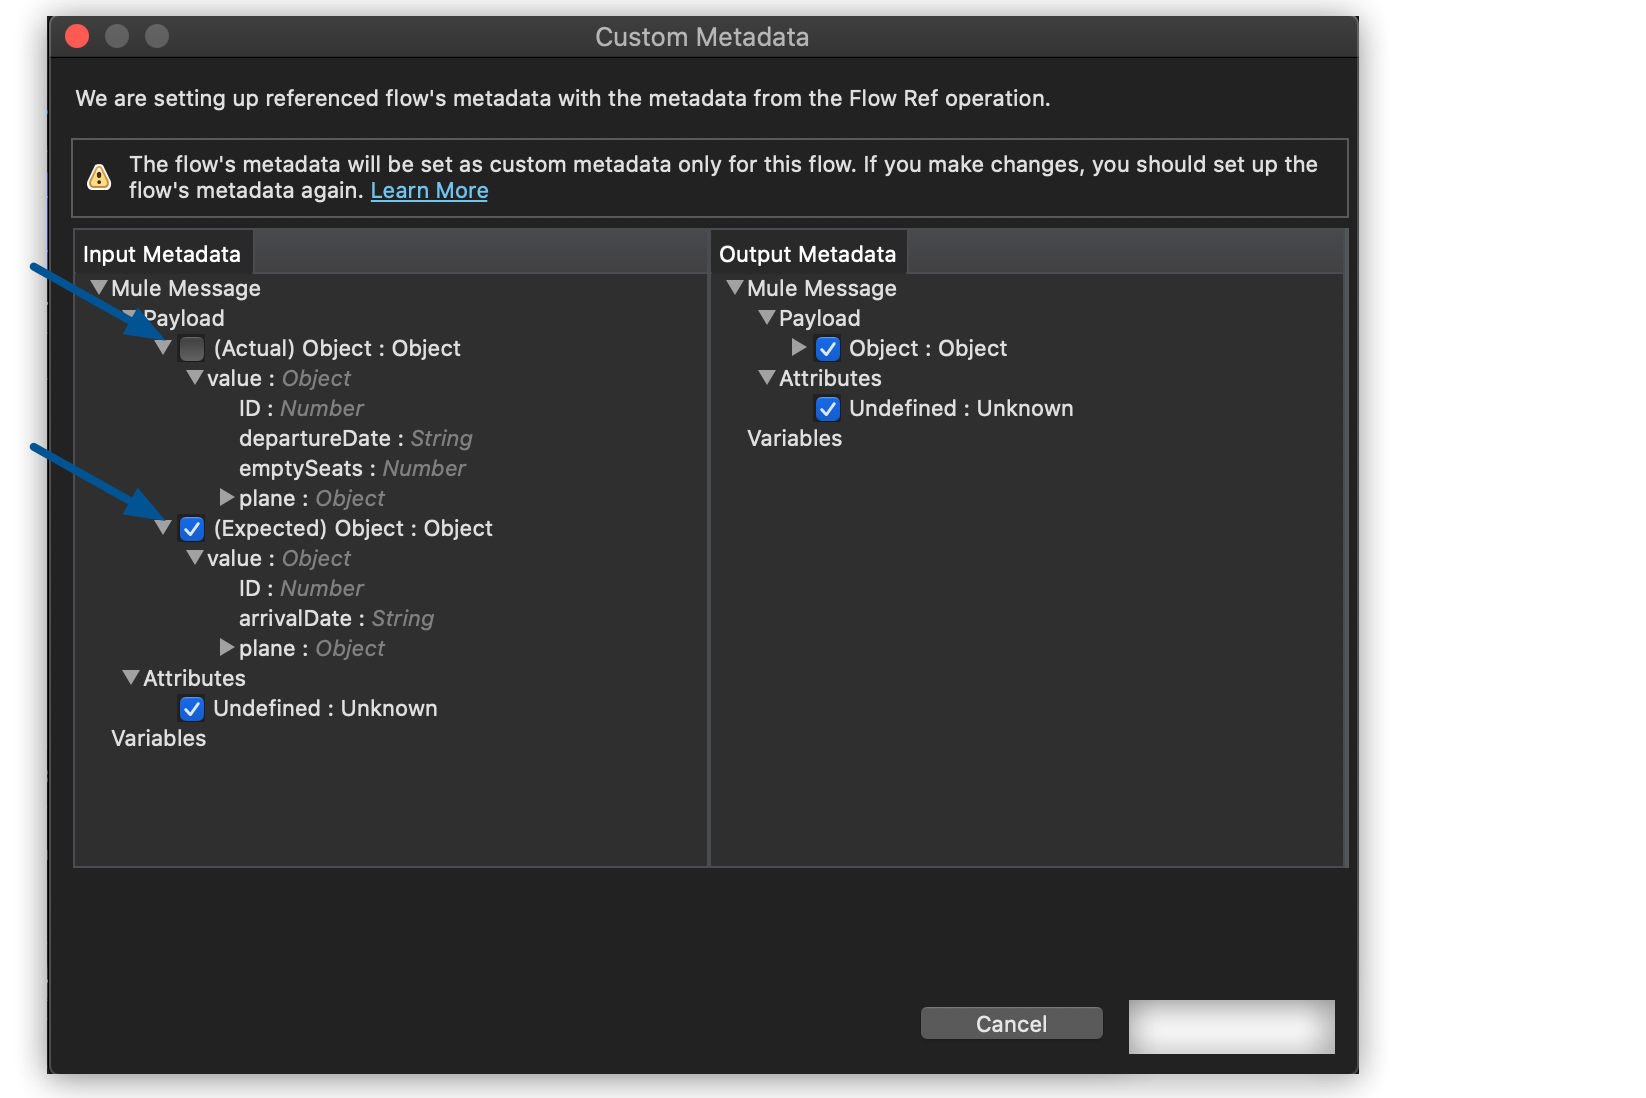 Custom Metadata
We are setting up referenced flow's metadata with the metadata from the Flow Ref operation.
The flow's metadata will be set as custom metadata only for this flow. If you make changes, you should set up the
flow's metadata again. Learn More
Input Metadata
Mule Message
Payload
(Actual) Object : Object
value : Object
ID : Number
departureDate : String
emptySeats : Number
plane : Object
(Expected) Object : Object
value : Object
ID : Number
arrivalDate : String
plane : Object
Attributes
Undefined : Unknown
Variables
Output Metadata
Mule Message
Payload
Object : Object
Attributes
Undefined : Unknown
Variables
Cancel